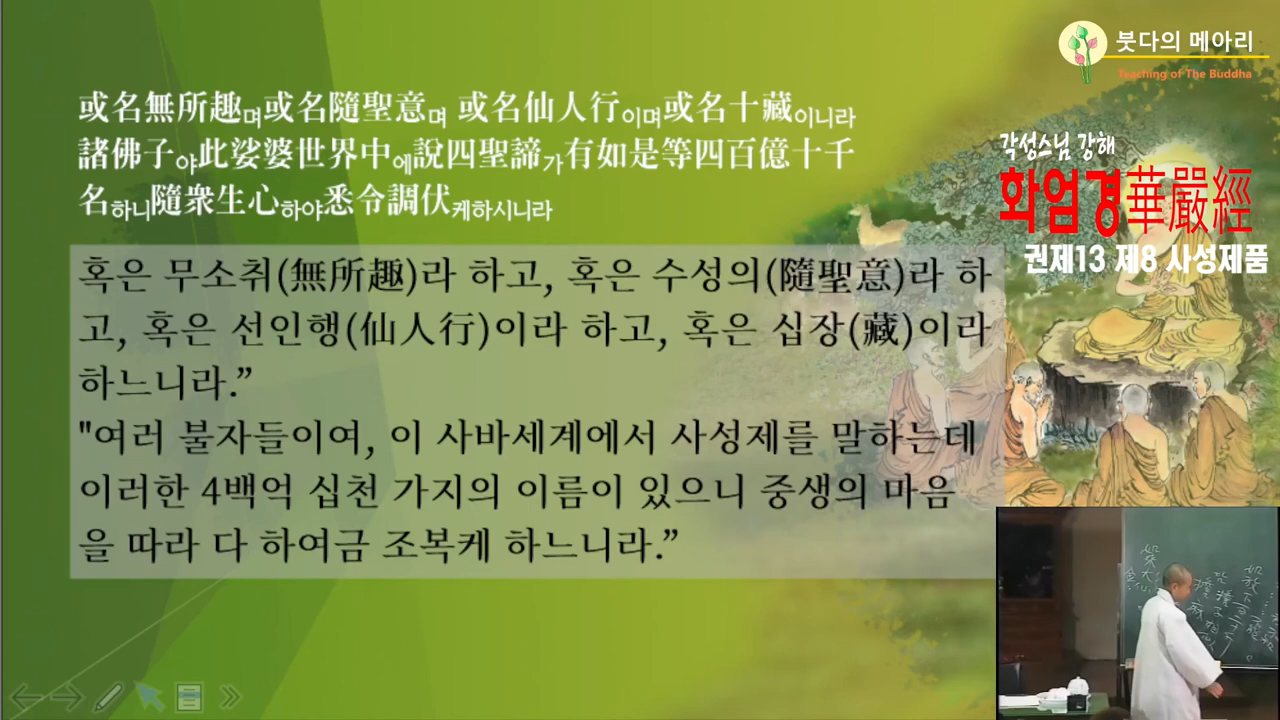 붓다의 메아리
Teaching of The Buddha
각성스님 강해
화엄경華嚴經
권제13 제8 사성제품
或名無所趣며或名隨聖意며 或名仙人行이며或名十藏이니라
諸佛子야此娑婆世界中에說四聖諦가有如是等四百億十千
名하니隨衆生心하야悉令調伏케하시니라
혹은 무소취(無所趣)라 하고, 혹은 수성의(隨聖意)라 하
고, 혹은 선인행(仙人行)이라 하고, 혹은 십장(藏)이라
하느니라.”
"여러 불자들이여, 이 사바세계에서 사성제를 말하는데
이러한 4백억 십천 가지의 이름이 있으니 중생의 마음
을 따라 다 하여금 조복케 하느니라.”